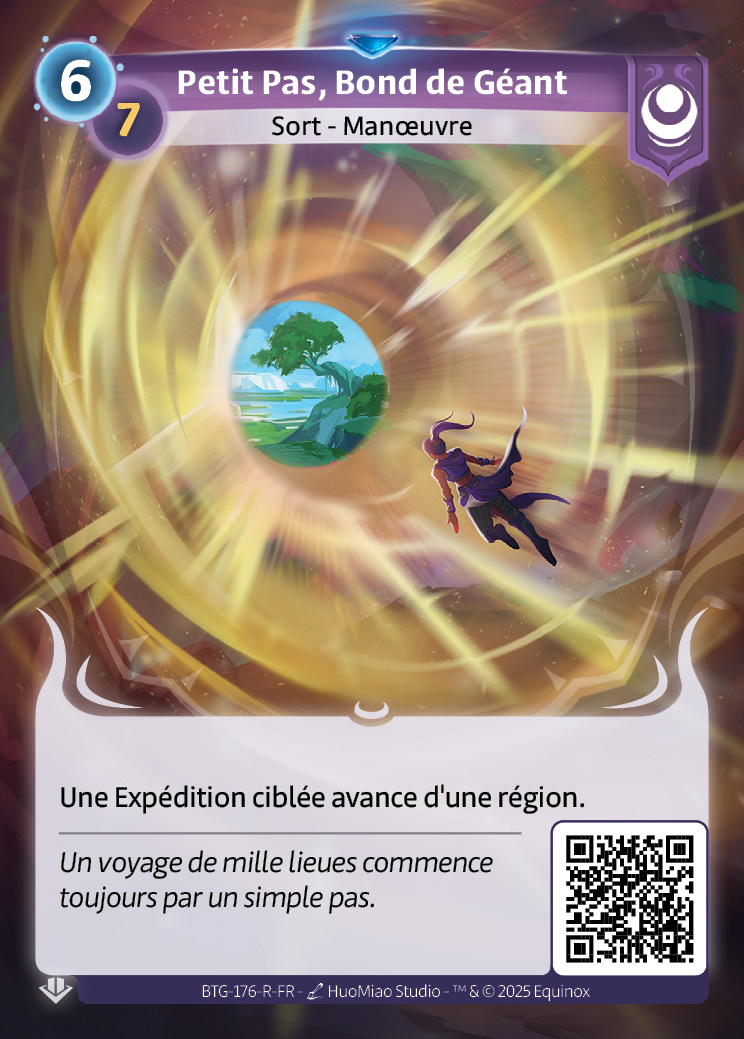 6
7
Petit Pas, Bond de Géant
Sort - Manœuvre
Une Expédition ciblée avance d'une région.
Un voyage de mille lieues commence
toujours par un simple pas.
BTG-176-R-FR - HuoMiao Studio - ™ & © 2025 Equinox